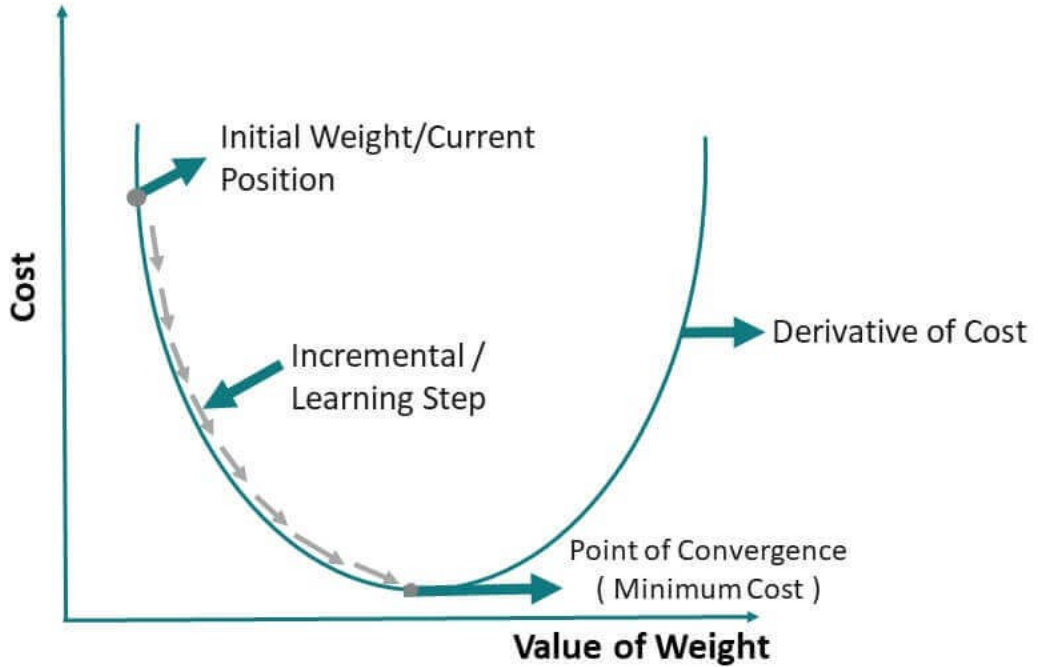 Initial Weight/Current
Position
Cost
Incremental /
Learning Step
Derivative of Cost
Point of Convergence
( Minimum Cost )
Value of Weight